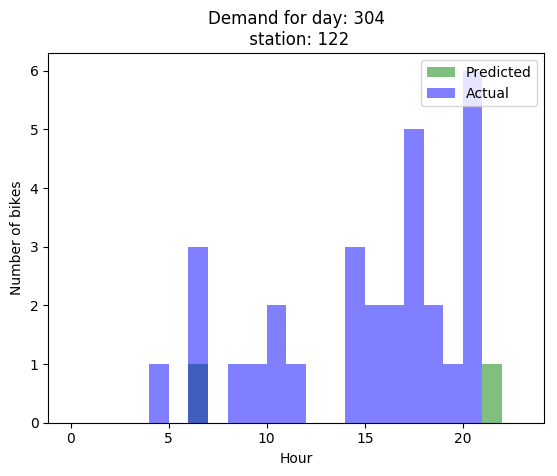 Demand for day: 304
station: 122
Predicted
Actual
6
5
4
3
2
1
0
Number of bikes
0 5 10 15 20
Hour